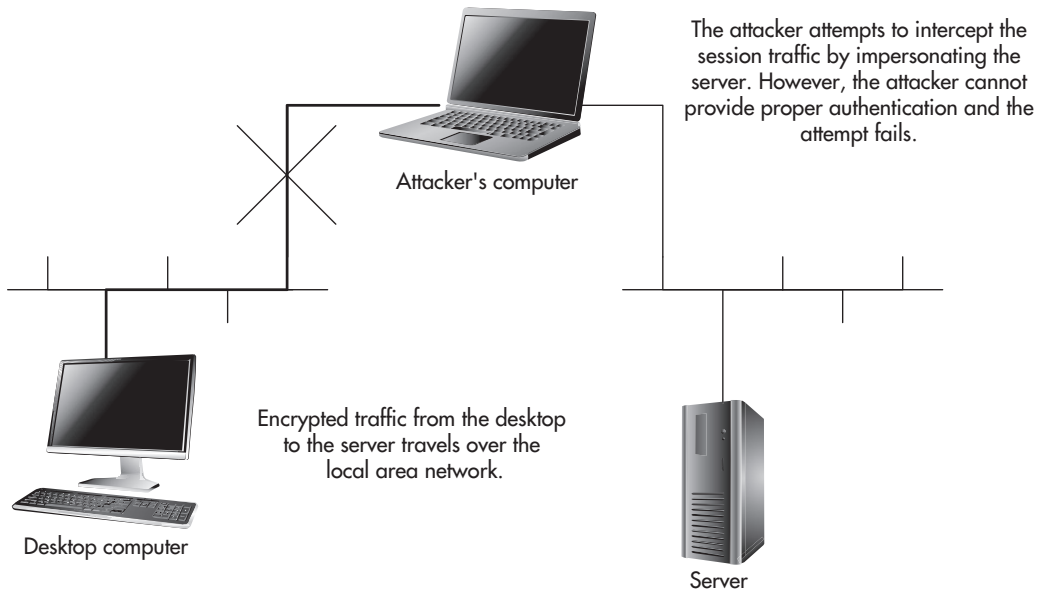 The attacker attempts to intercept the
session traffic by impersonating the
server. However, the attacker cannot
provide proper authentication and the
attempt fails.
Attacker's computer
Encrypted traffic from the desktop
to the server travels over the
local area network.
Desktop computer
Server